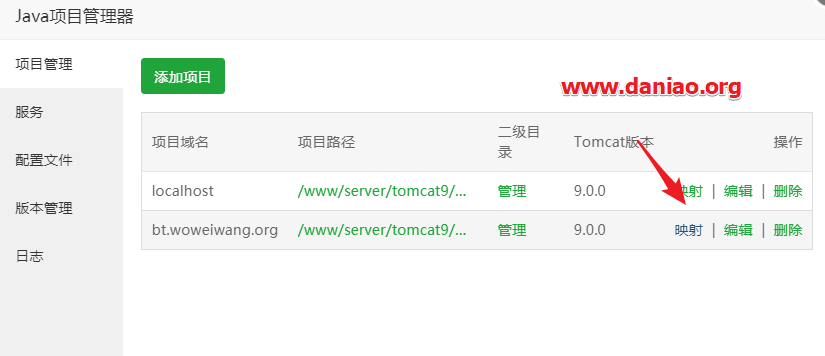 Java项目管理器
项目管理
服务
配置文件
版本管理
日志
添加项目
www.daniao.org
项目域名 项目路径 二级目录 Tomcat版本 操作
localhost /www/server/tomcat9/... 管理 9.0.0 映射 | 编辑 | 删除
bt.woweiwang.org /www/server/tomcat9/... 管理 9.0.0 映射 | 编辑 | 删除